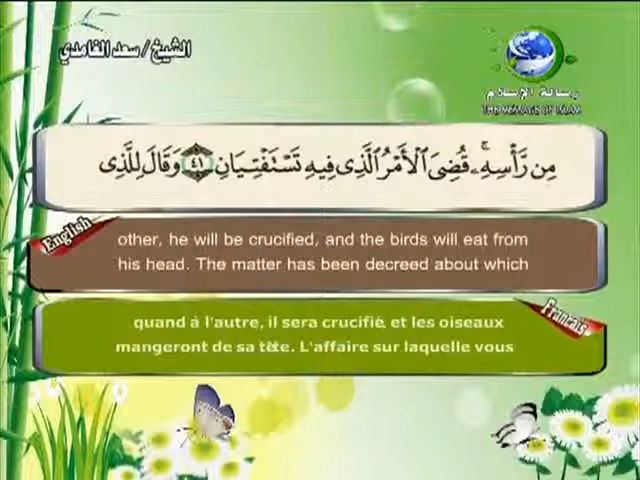 الشيخ / سعد الغامدي
رسالة الإسلام
THE MESSAGE OF ISLAM
مِن رَّأْسِهِۦۚ قُضِىَ ٱلْأَمْرُ ٱلَّذِى فِيهِ تَسْتَفْتِيَانِ ٤١ وَقَالَ لِلَّذِى
English
other, he will be crucified, and the birds will eat from
his head. The matter has been decreed about which
Francais
quand à l'autre, il sera crucifié, et les oiseaux
mangeront de sa tête. L'affaire sur laquelle vous